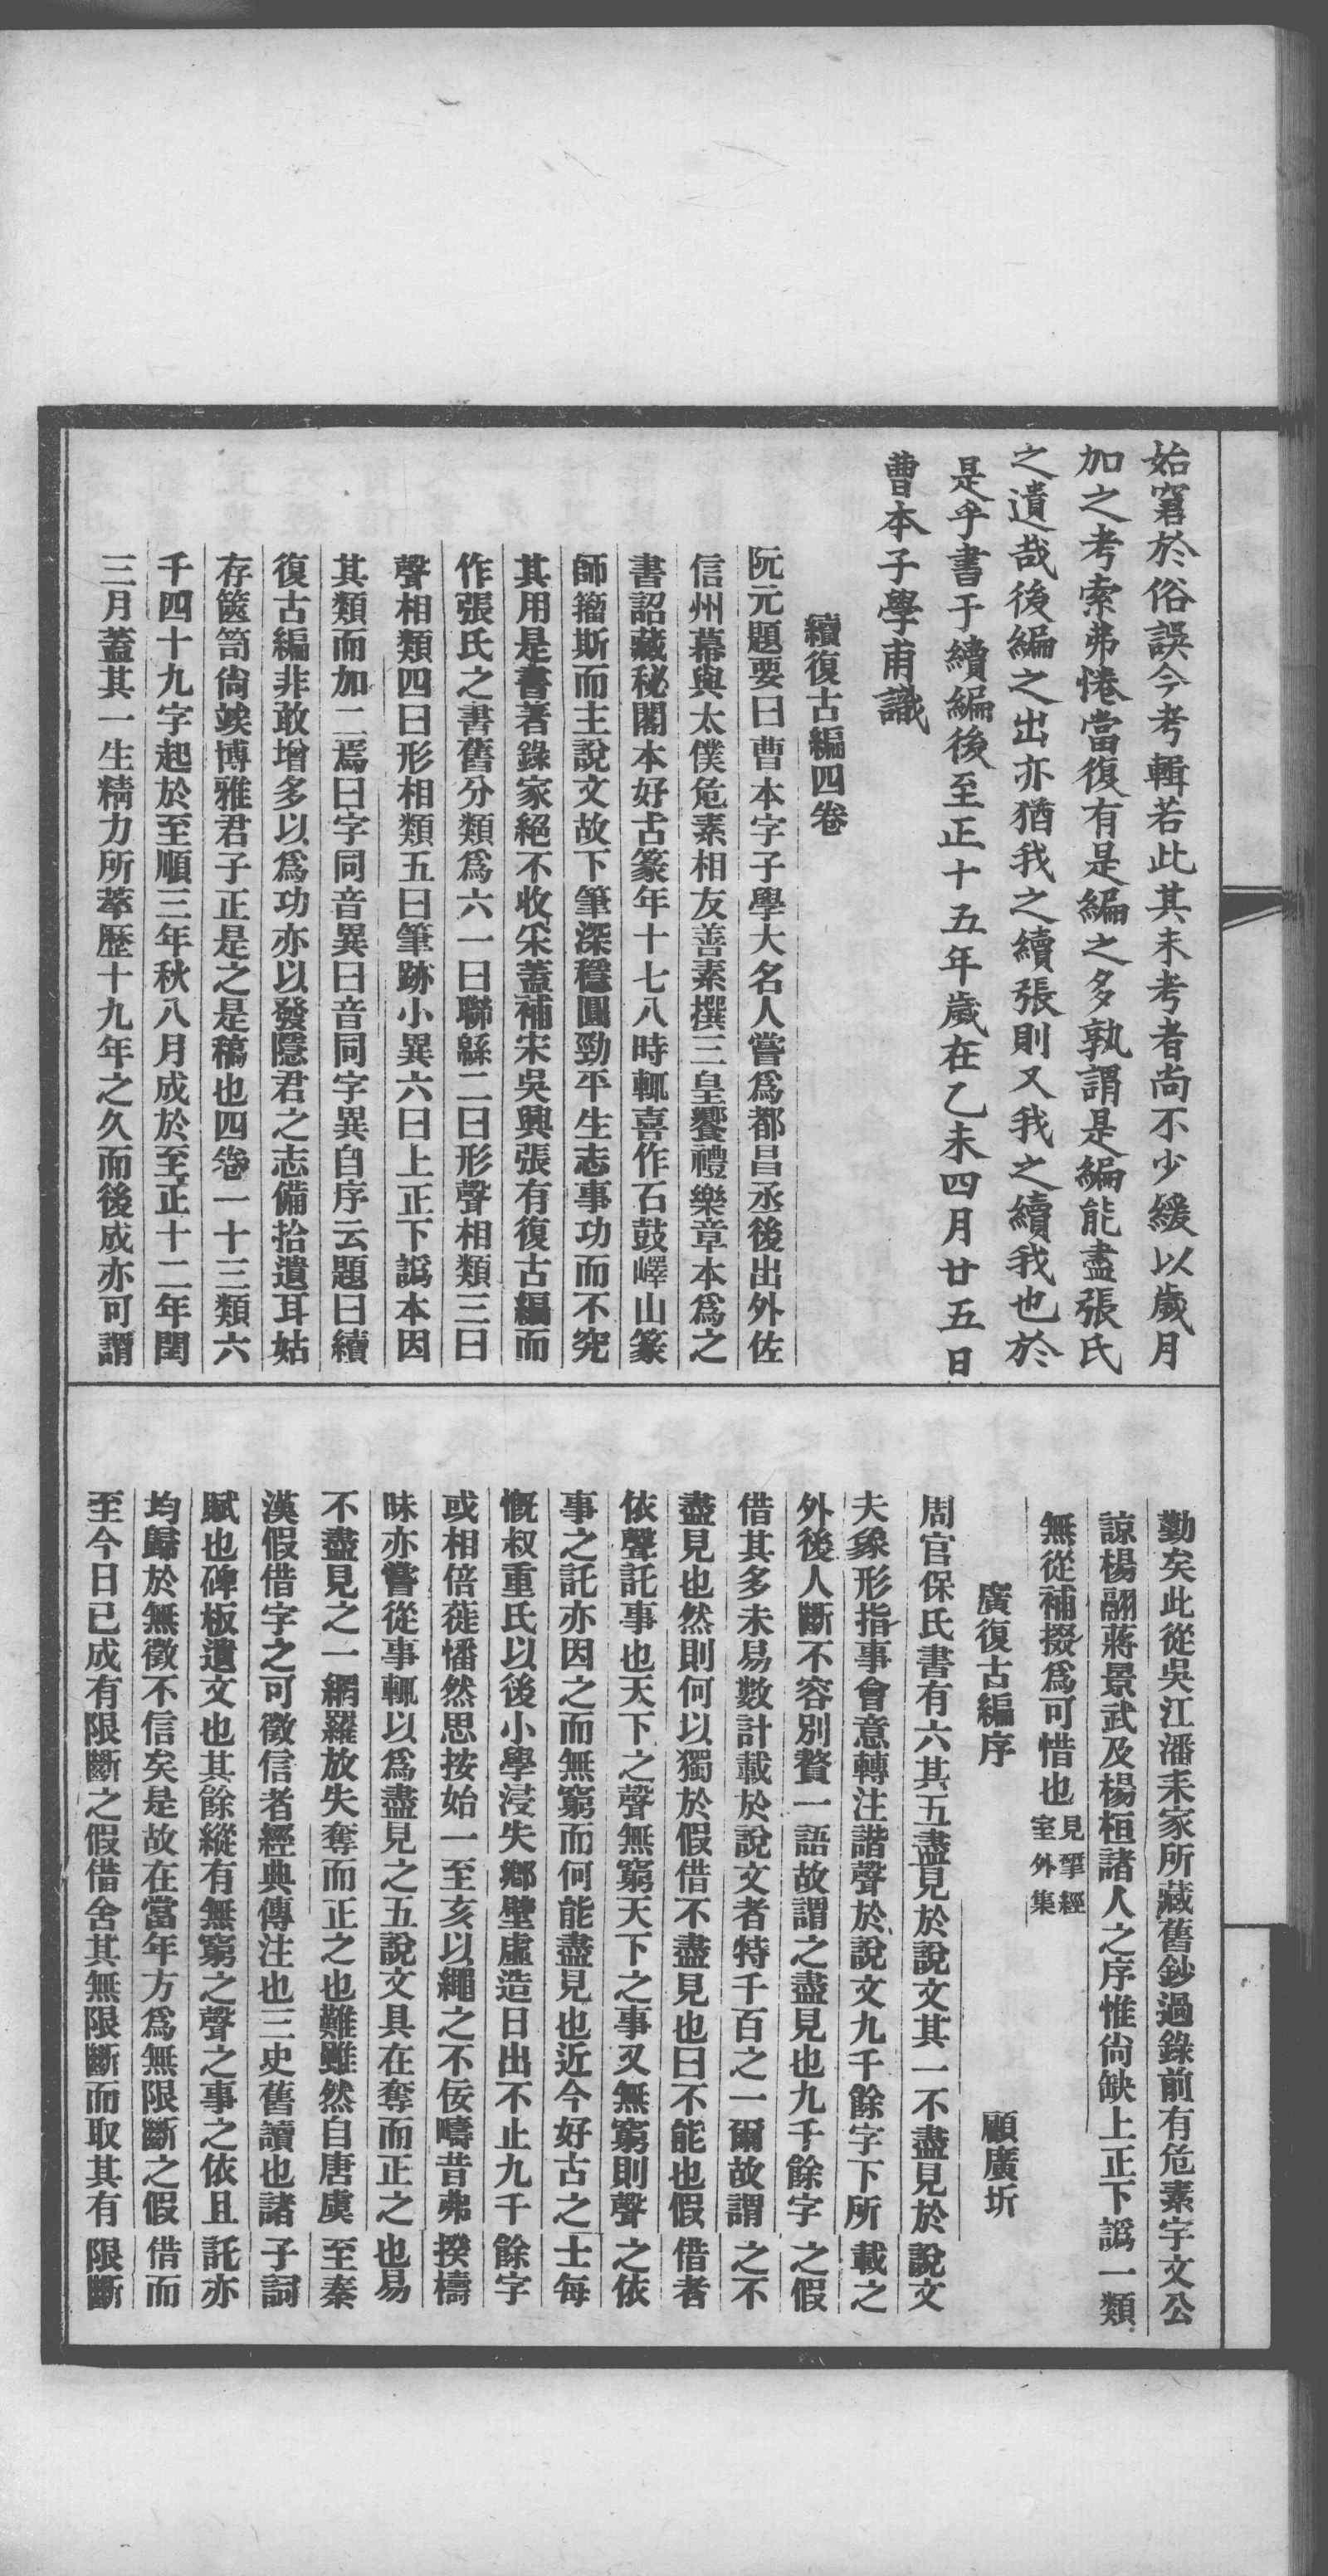 始窘於俗誤今考輯若此其未考者尚不少緩以歲月
加之考索弗惓當復有是編之多孰謂是編能盡張氏
之遺哉後編之出亦猶我之續張則又我之續我也於
是乎書于續編後至正十五年歲在乙未四月廿五日
曹本子學甫識
續復古編四卷
阮元題要曰曹本字子學大名人嘗爲都昌丞後出外佐
信州幕與太僕危素相友善素撰三皇饗禮樂章本爲之
書詔藏秘閣本好古篆年十七八時輒喜作石鼓嶧山篆
師籀斯而主說文故下筆深穩圓勁平生志事功而不究
其用是書著錄家絕不收采蓋補宋吳興張有復古編而
作張氏之書舊分類爲六一曰聯緜二曰形聲相類三曰
聲相類四曰形相類五曰筆跡小異六曰上正下譌本因
其類而加二焉曰字同音異曰音同字異自序云題曰續
復古編非敢增多以爲功亦以發隱君之志備拾遺耳姑
存篋笥尙竢博雅君子正是之是稿也四卷一十三類六
千四十九字起於至順三年秋八月成於至正十二年閏
三月蓋其一生精力所萃歷十九年之久而後成亦可謂
勤矣此從吳江潘耒家所藏舊鈔過錄前有危素宇文公
諒楊翮蔣景武及楊桓諸人之序惟尙缺上正下譌一類
無從補掇爲可惜也見揅經室外集
廣復古編序 顧廣圻
周官保氏書有六其五盡見於說文其一不盡見於說文
夫象形指事會意轉注諧聲於說文九千餘字下所載之
外後人斷不容別贅一語故謂之盡見也九千餘字之假
借其多未易數計載於說文者特千百之一爾故謂之不
盡見也然則何以獨於假借不盡見也曰不能也假借者
依聲託事也天下之聲無窮天下之事又無窮則聲之依
事之託亦因之而無窮而何能盡見也近今好古之士每
慨叔重氏以後小學浸失鄉壁虛造日出不止九千餘字
或相倍蓰憣然思按始一至亥以繩之不佞疇昔弗揆檮
昧亦嘗從事輒以爲盡見之五說文具在奪而正之也易
不盡見之一網羅放失奪而正之也難雖然自唐虞至秦
漢假借字之可徵信者經典傳注也三史舊讀也諸子詞
賦也碑板遺文也其餘縱有無窮之聲之事之依且託亦
均歸於無徵不信矣是故在當年方爲無限斷之假借而
至今日已成有限斷之假借舍其無限斷而取其有限斷